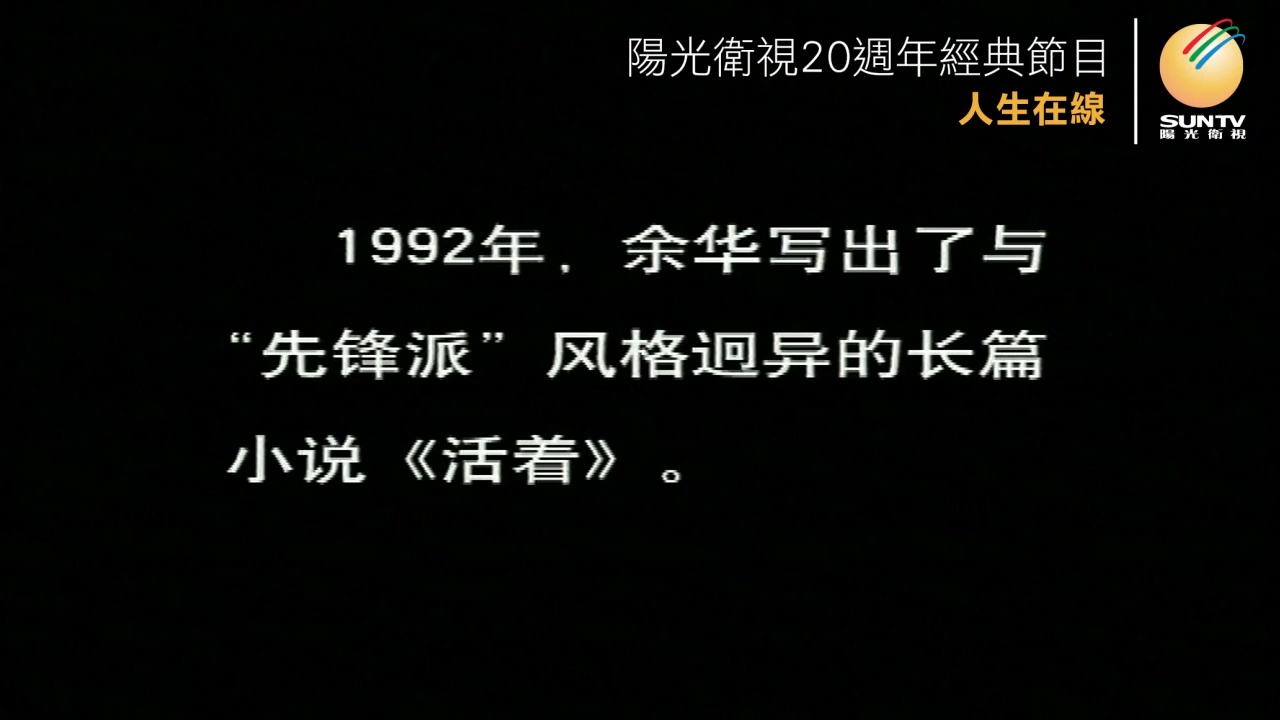 陽光衛視20週年經典節目
人生在線
SUNTV
陽光衛視
1992年，余华写出了与
“先锋派”风格迥异的长篇
小说《活着》。